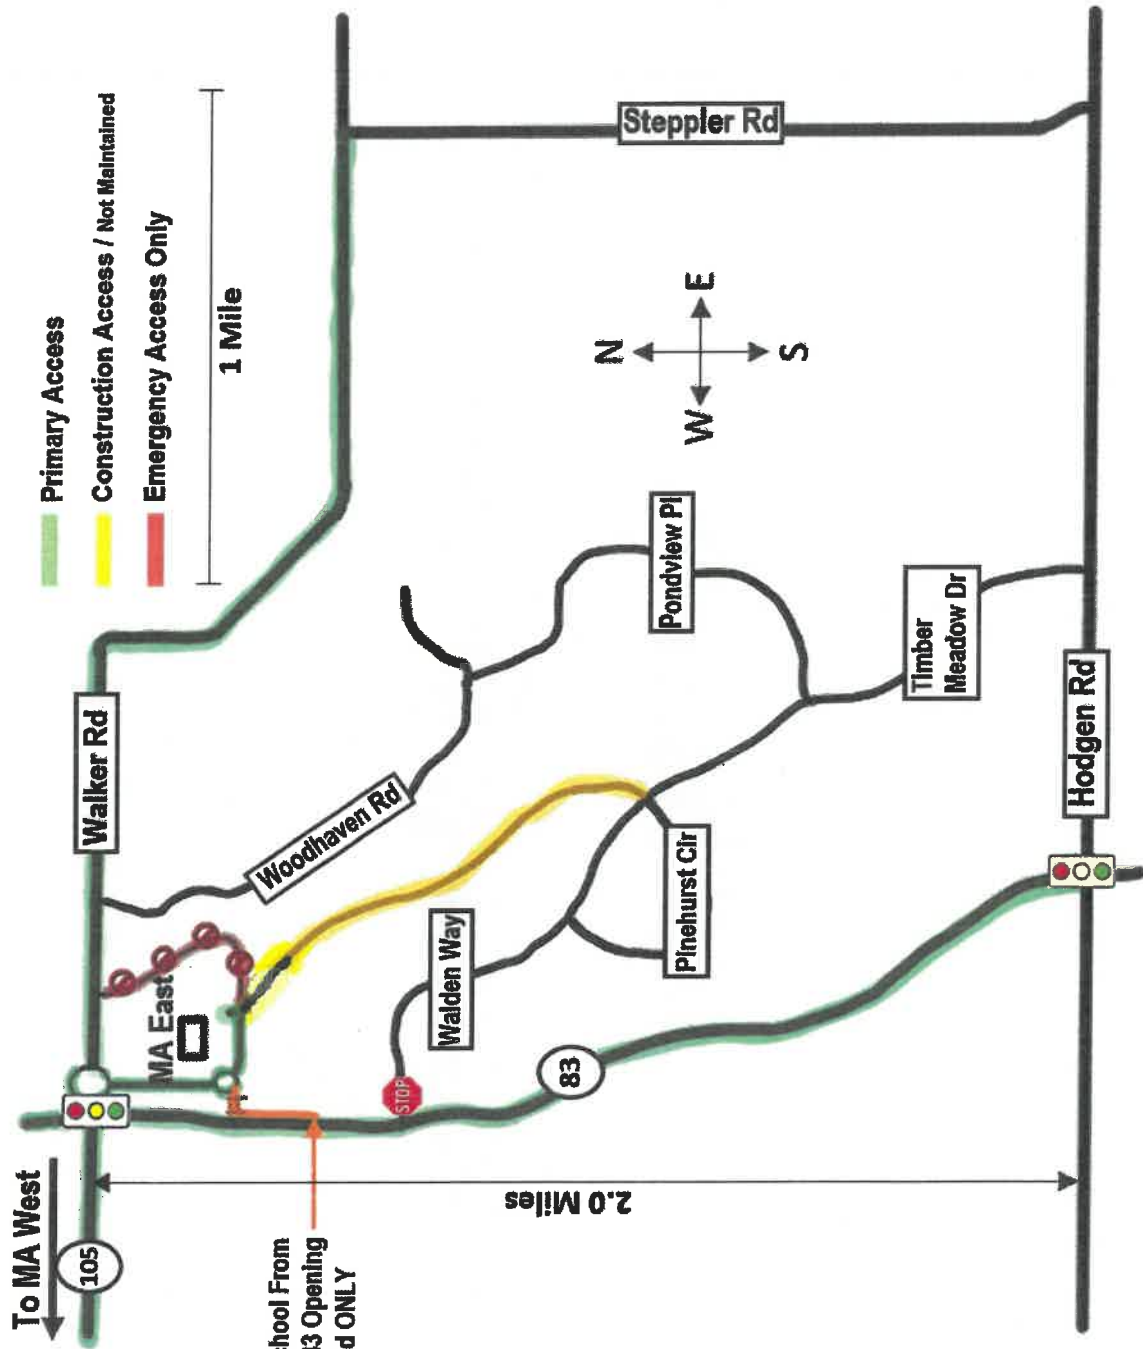 To MA West
105
Walker Rd
Primary Access
Construction Access / Not Maintained
Emergency Access Only
1 Mile
MA East
Woodhaven Rd
Steppler Rd
chool From
Opening
ONLY
STOP
83
Walden Way
Pinehurst Cir
Pondview Pl
Timber
Meadow Dr
Hodgen Rd
2.0 Miles
N
W
E
S